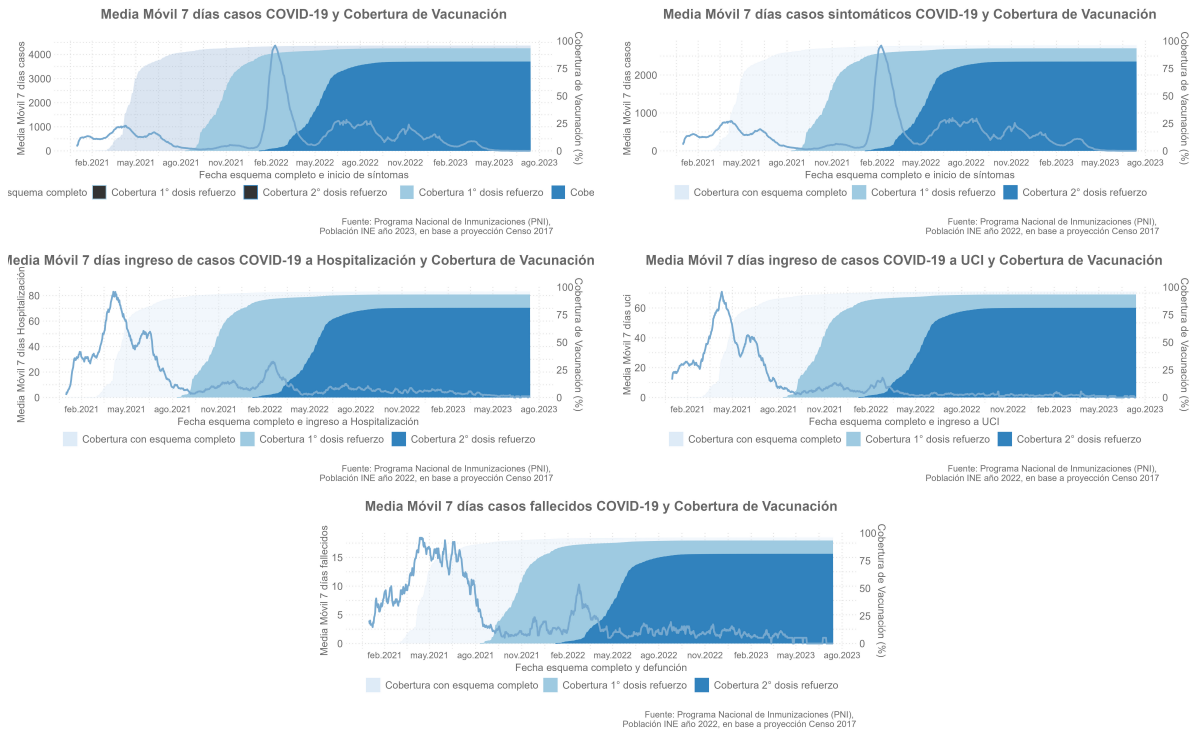 Media Móvil 7 días casos COVID-19 y Cobertura de Vacunación
Media Móvil 7 días casos
4000
3000
2000
1000
0
100
75
50
25
0
Cobertura de Vacunación (%)
feb.2021 may.2021 ago.2021 nov.2021 feb.2022 may.2022 ago.2022 nov.2022 feb.2023 may.2023 ago.2023
Fecha esquema completo e inicio de síntomas
squema completo Cobertura 1° dosis refuerzo Cobertura 2° dosis refuerzo Cobertura 1° dosis refuerzo Cobe
Fuente: Programa Nacional de Inmunizaciones (PNI),
Población INE año 2023, en base a proyección Censo 2017
Media Móvil 7 días casos sintomáticos COVID-19 y Cobertura de Vacunación
Media Móvil 7 días casos
2000
1000
0
100
75
50
25
0
Cobertura de Vacunación (%)
feb.2021 may.2021 ago.2021 nov.2021 feb.2022 may.2022 ago.2022 nov.2022 feb.2023 may.2023 ago.2023
Fecha esquema completo e inicio de síntomas
Cobertura con esquema completo Cobertura 1° dosis refuerzo Cobertura 2° dosis refuerzo
Fuente: Programa Nacional de Inmunizaciones (PNI),
Población INE año 2022, en base a proyección Censo 2017
Media Móvil 7 días ingreso de casos COVID-19 a Hospitalización y Cobertura de Vacunación
Media Móvil 7 días Hospitalización
80
60
40
20
0
100
75
50
25
0
Cobertura de Vacunación (%)
feb.2021 may.2021 ago.2021 nov.2021 feb.2022 may.2022 ago.2022 nov.2022 feb.2023 may.2023 ago.2023
Fecha esquema completo e ingreso a Hospitalización
Cobertura con esquema completo Cobertura 1° dosis refuerzo Cobertura 2° dosis refuerzo
Fuente: Programa Nacional de Inmunizaciones (PNI),
Población INE año 2022, en base a proyección Censo 2017
Media Móvil 7 días ingreso de casos COVID-19 a UCI y Cobertura de Vacunación
Media Móvil 7 días uci
60
40
20
0
100
75
50
25
0
Cobertura de Vacunación (%)
feb.2021 may.2021 ago.2021 nov.2021 feb.2022 may.2022 ago.2022 nov.2022 feb.2023 may.2023 ago.2023
Fecha esquema completo e ingreso a UCI
Cobertura con esquema completo Cobertura 1° dosis refuerzo Cobertura 2° dosis refuerzo
Fuente: Programa Nacional de Inmunizaciones (PNI),
Población INE año 2022, en base a proyección Censo 2017
Media Móvil 7 días casos fallecidos COVID-19 y Cobertura de Vacunación
Media Móvil 7 días fallecidos
15
10
5
0
100
75
50
25
0
Cobertura de Vacunación (%)
feb.2021 may.2021 ago.2021 nov.2021 feb.2022 may.2022 ago.2022 nov.2022 feb.2023 may.2023 ago.2023
Fecha esquema completo y defunción
Cobertura con esquema completo Cobertura 1° dosis refuerzo Cobertura 2° dosis refuerzo
Fuente: Programa Nacional de Inmunizaciones (PNI),
Población INE año 2022, en base a proyección Censo 2017